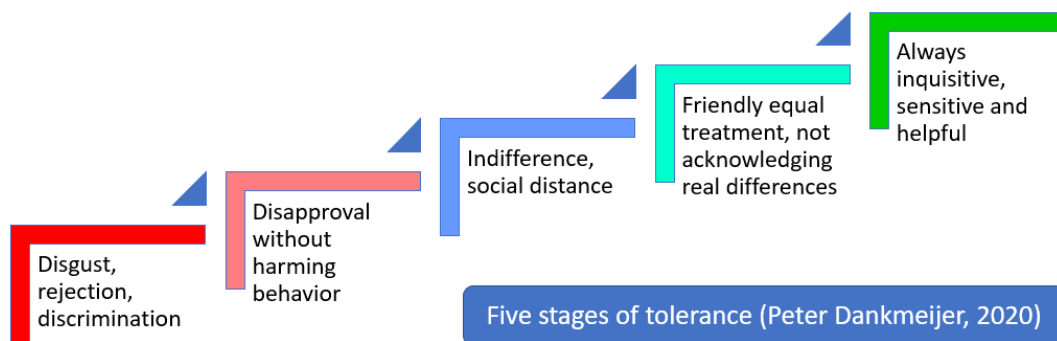 Disgust,
rejection,
discrimination
Disapproval
without
harming
behavior
Indifference,
social distance
Friendly equal
treatment, not
acknowledging
real differences
Always
inquisitive,
sensitive and
helpful
Five stages of tolerance (Peter Dankmeijer, 2020)